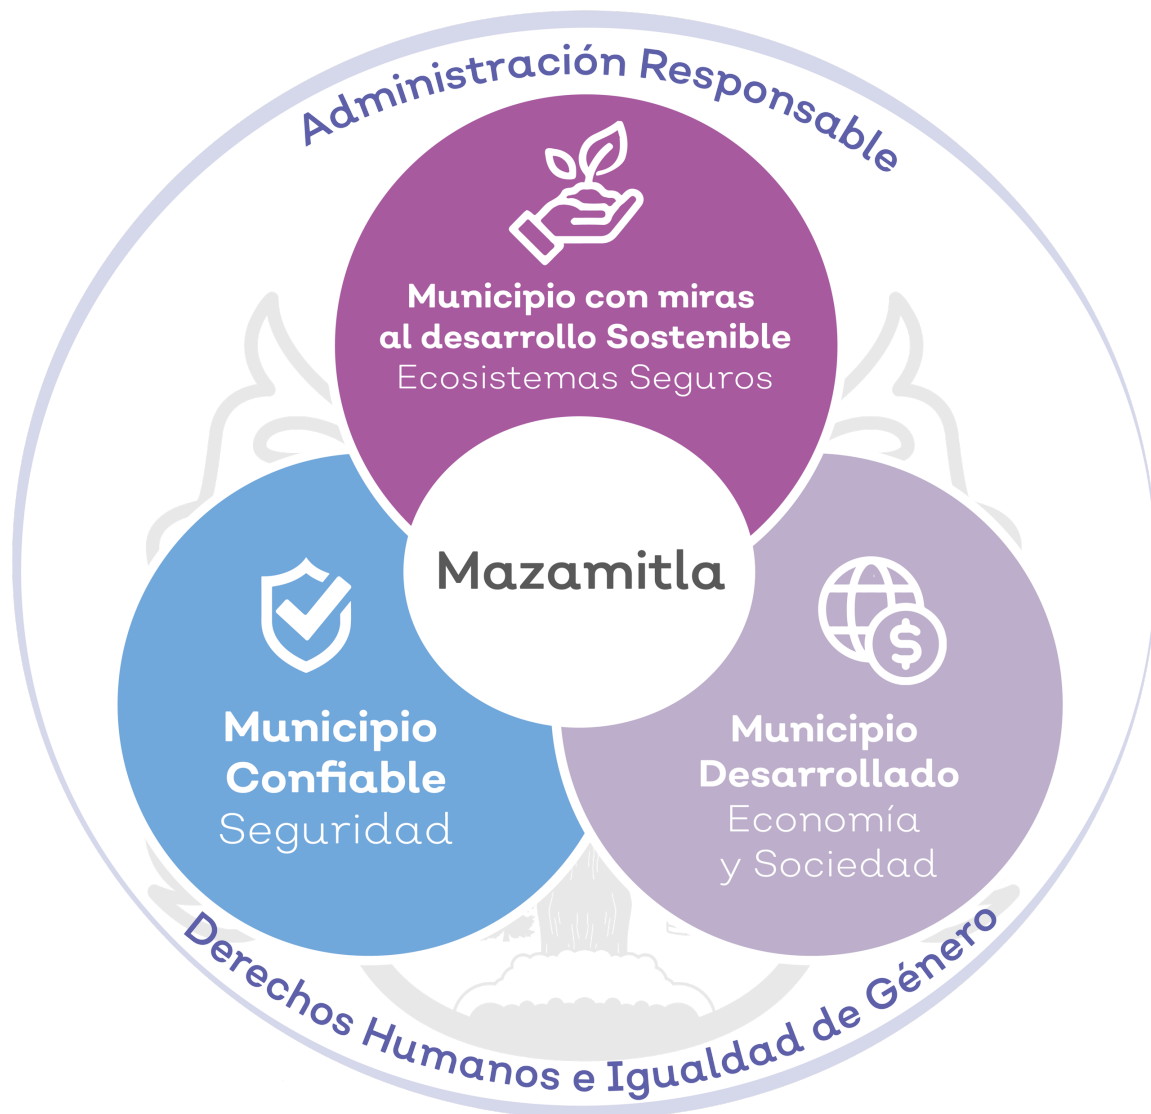 Administración Responsable
Municipio con miras
al desarrollo Sostenible
Ecosistemas Seguros
Mazamitla
Municipio
Confiable
Seguridad
$
Municipio
Desarrollado
Economía
y Sociedad
Derechos Humanos e Igualdad de Género